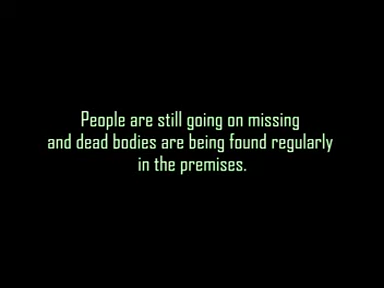 People are still going on missing
and dead bodies are being found regularly
in the premises.